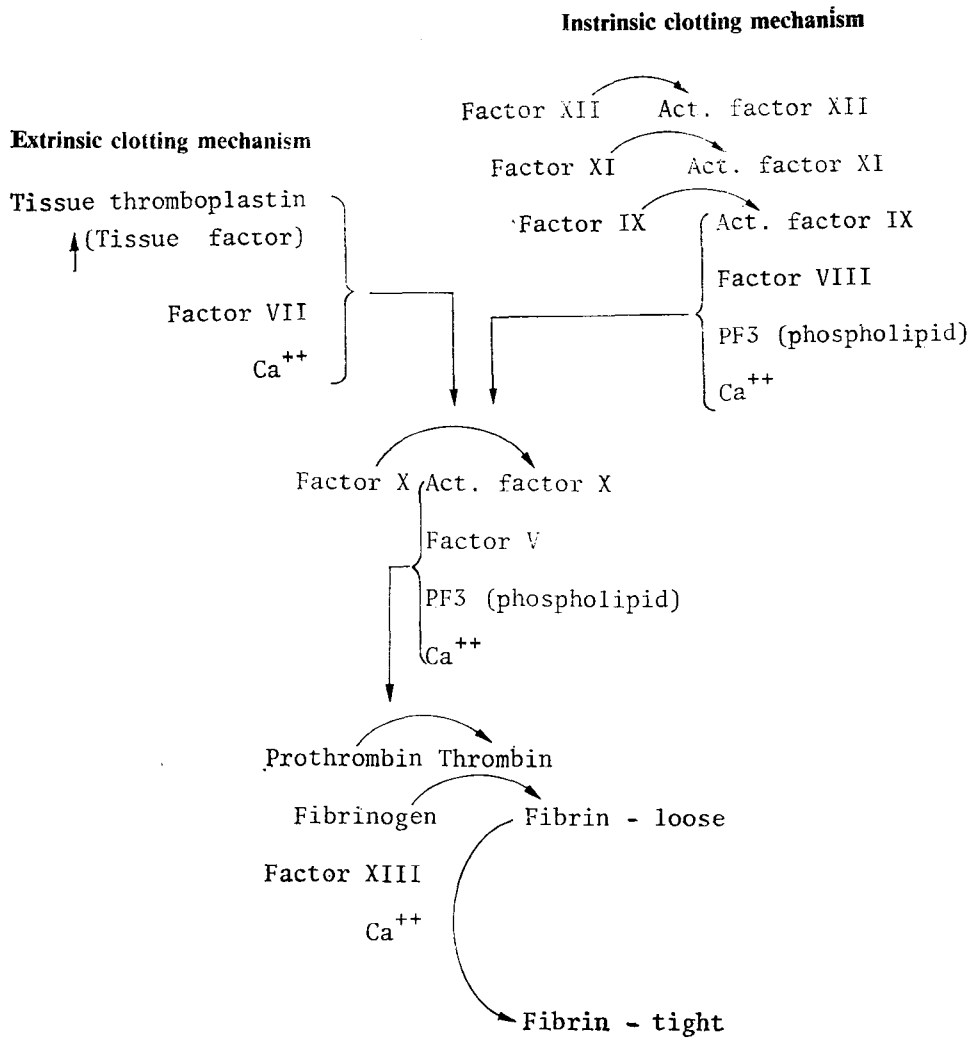 Instrinsic clotting mechanism
Factor XII Act. factor XII
Extrinsic clotting mechanism
Factor XI Act. factor XI
Tissue thromboplastin
(Tissue factor)
Factor IX Act. factor IX
Factor VIII
Factor VII
PF3 (phospholipid)
Ca++
Ca++
Factor X Act. factor X
Factor V
PF3 (phospholipid)
Ca++
Prothrombin Thrombin
Fibrinogen Fibrin - loose
Factor XIII
Ca++
Fibrin - tight